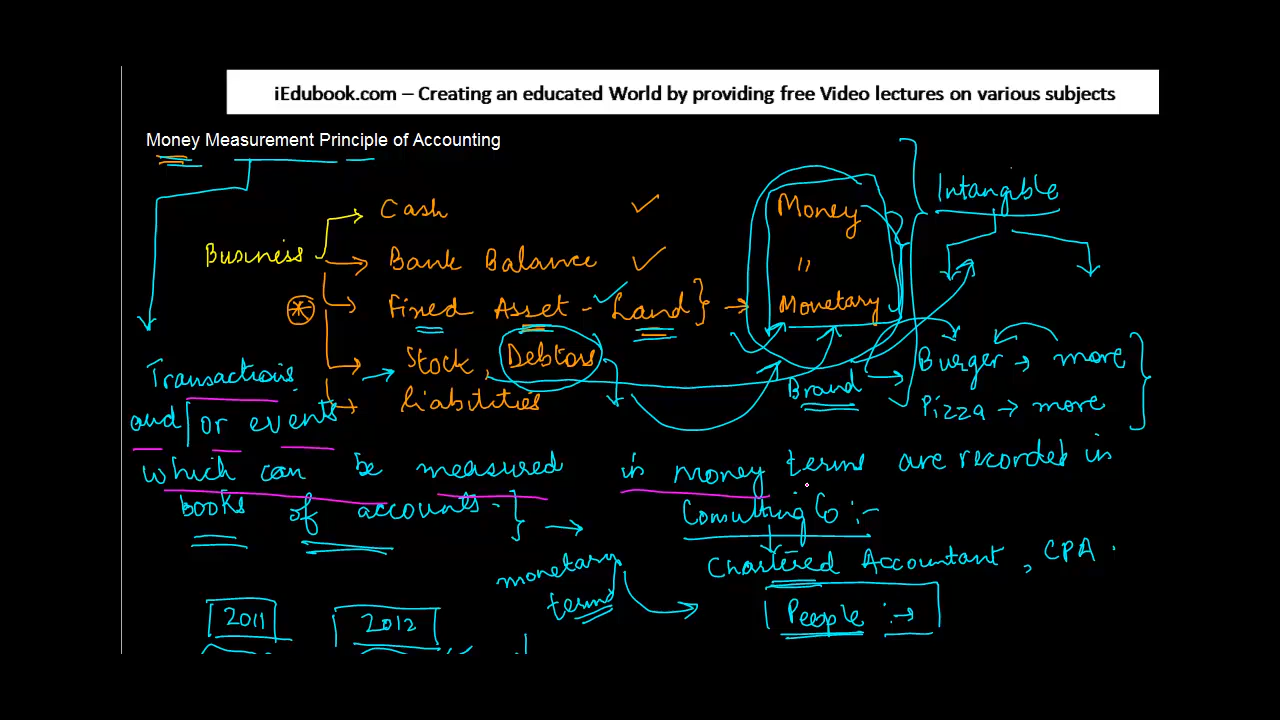 iEdubook.com – Creating an educated World by providing free Video lectures on various subjects
Money Measurement Principle of Accounting
Intangible
Cash
Money
Business
Bank Balance
"
Fixed Asset - Land
Monetary
Stock, Debtors
Burger → more
Brand
Transactions
liabilities
Pizza → more
and/or events
which can be measured in money terms are recorded in
books of accounts.
Consulting Co :-
Chartered Accountant, CPA.
monetary
terms
People :→
2011
2012